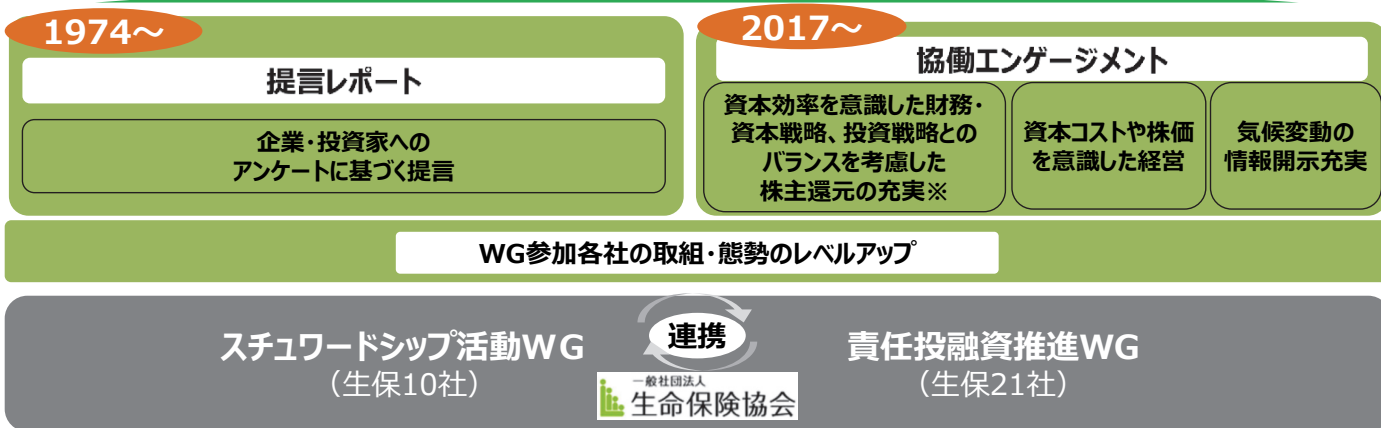 1974～
提言レポート
企業・投資家への
アンケートに基づく提言
2017～
協働エンゲージメント
資本効率を意識した財務・
資本戦略、投資戦略との
バランスを考慮した
株主還元の充実※
資本コストや株価
を意識した経営
気候変動の
情報開示充実
WG参加各社の取組・態勢のレベルアップ
スチュワードシップ活動WG
（生保10社）
連携
一般社団法人
生命保険協会
責任投融資推進WG
（生保21社）